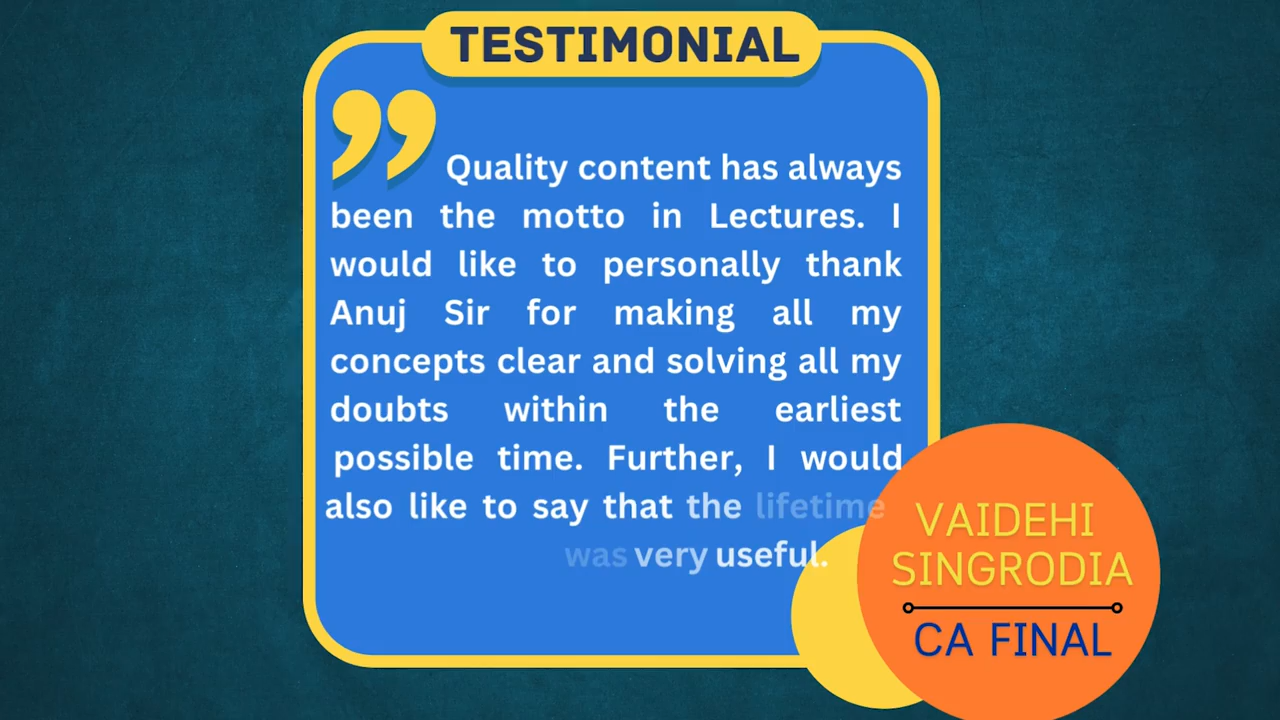 TESTIMONIAL
Quality content has always
been the motto in Lectures. I
would like to personally thank
Anuj Sir for making all my
concepts clear and solving all my
doubts within the earliest
possible time. Further, I would
also like to say that the lifetime
was very useful.
VAIDEHI
SINGRODIA
CA FINAL